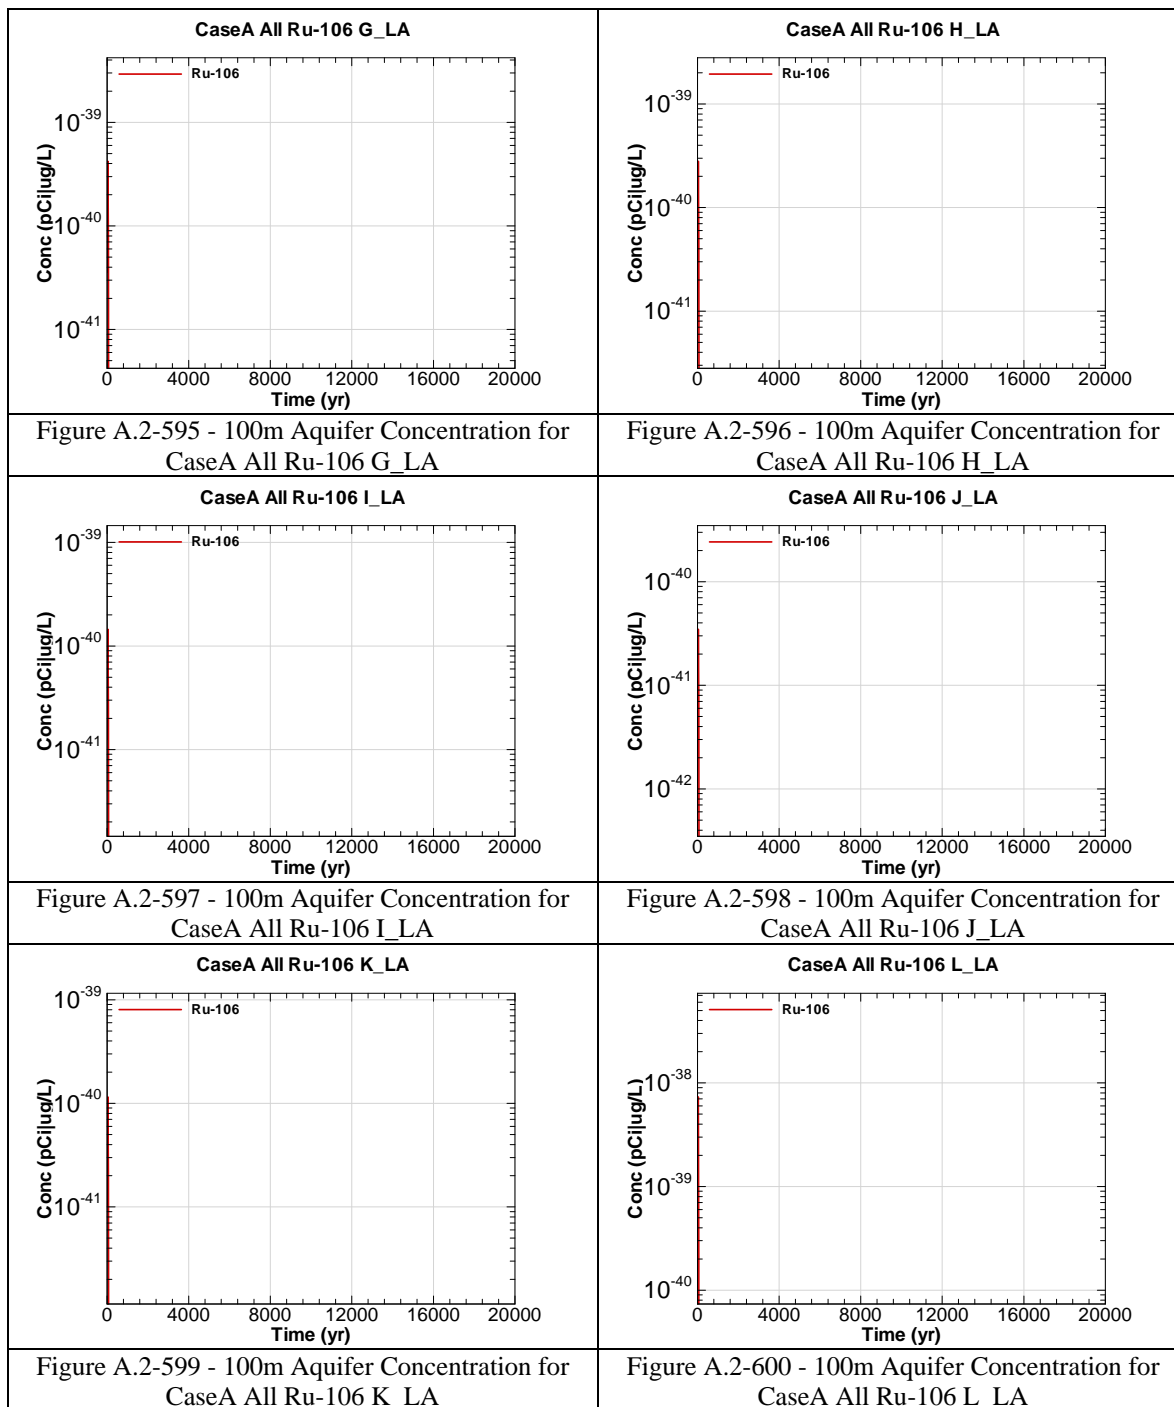 CaseA All Ru-106 G_LA
Ru-106
10^-39
10^-40
10^-41
Conc (pCi|ug/L)
0 4000 8000 12000 16000 20000
Time (yr)
Figure A.2-595 - 100m Aquifer Concentration for
CaseA All Ru-106 G_LA
CaseA All Ru-106 H_LA
Ru-106
10^-39
10^-40
10^-41
Conc (pCi|ug/L)
0 4000 8000 12000 16000 20000
Time (yr)
Figure A.2-596 - 100m Aquifer Concentration for
CaseA All Ru-106 H_LA
CaseA All Ru-106 I_LA
Ru-106
10^-39
10^-40
10^-41
Conc (pCi|ug/L)
0 4000 8000 12000 16000 20000
Time (yr)
Figure A.2-597 - 100m Aquifer Concentration for
CaseA All Ru-106 I_LA
CaseA All Ru-106 J_LA
Ru-106
10^-40
10^-41
10^-42
Conc (pCi|ug/L)
0 4000 8000 12000 16000 20000
Time (yr)
Figure A.2-598 - 100m Aquifer Concentration for
CaseA All Ru-106 J_LA
CaseA All Ru-106 K_LA
Ru-106
10^-39
10^-40
10^-41
Conc (pCi|ug/L)
0 4000 8000 12000 16000 20000
Time (yr)
Figure A.2-599 - 100m Aquifer Concentration for
CaseA All Ru-106 K_LA
CaseA All Ru-106 L_LA
Ru-106
10^-38
10^-39
10^-40
Conc (pCi|ug/L)
0 4000 8000 12000 16000 20000
Time (yr)
Figure A.2-600 - 100m Aquifer Concentration for
CaseA All Ru-106 L_LA